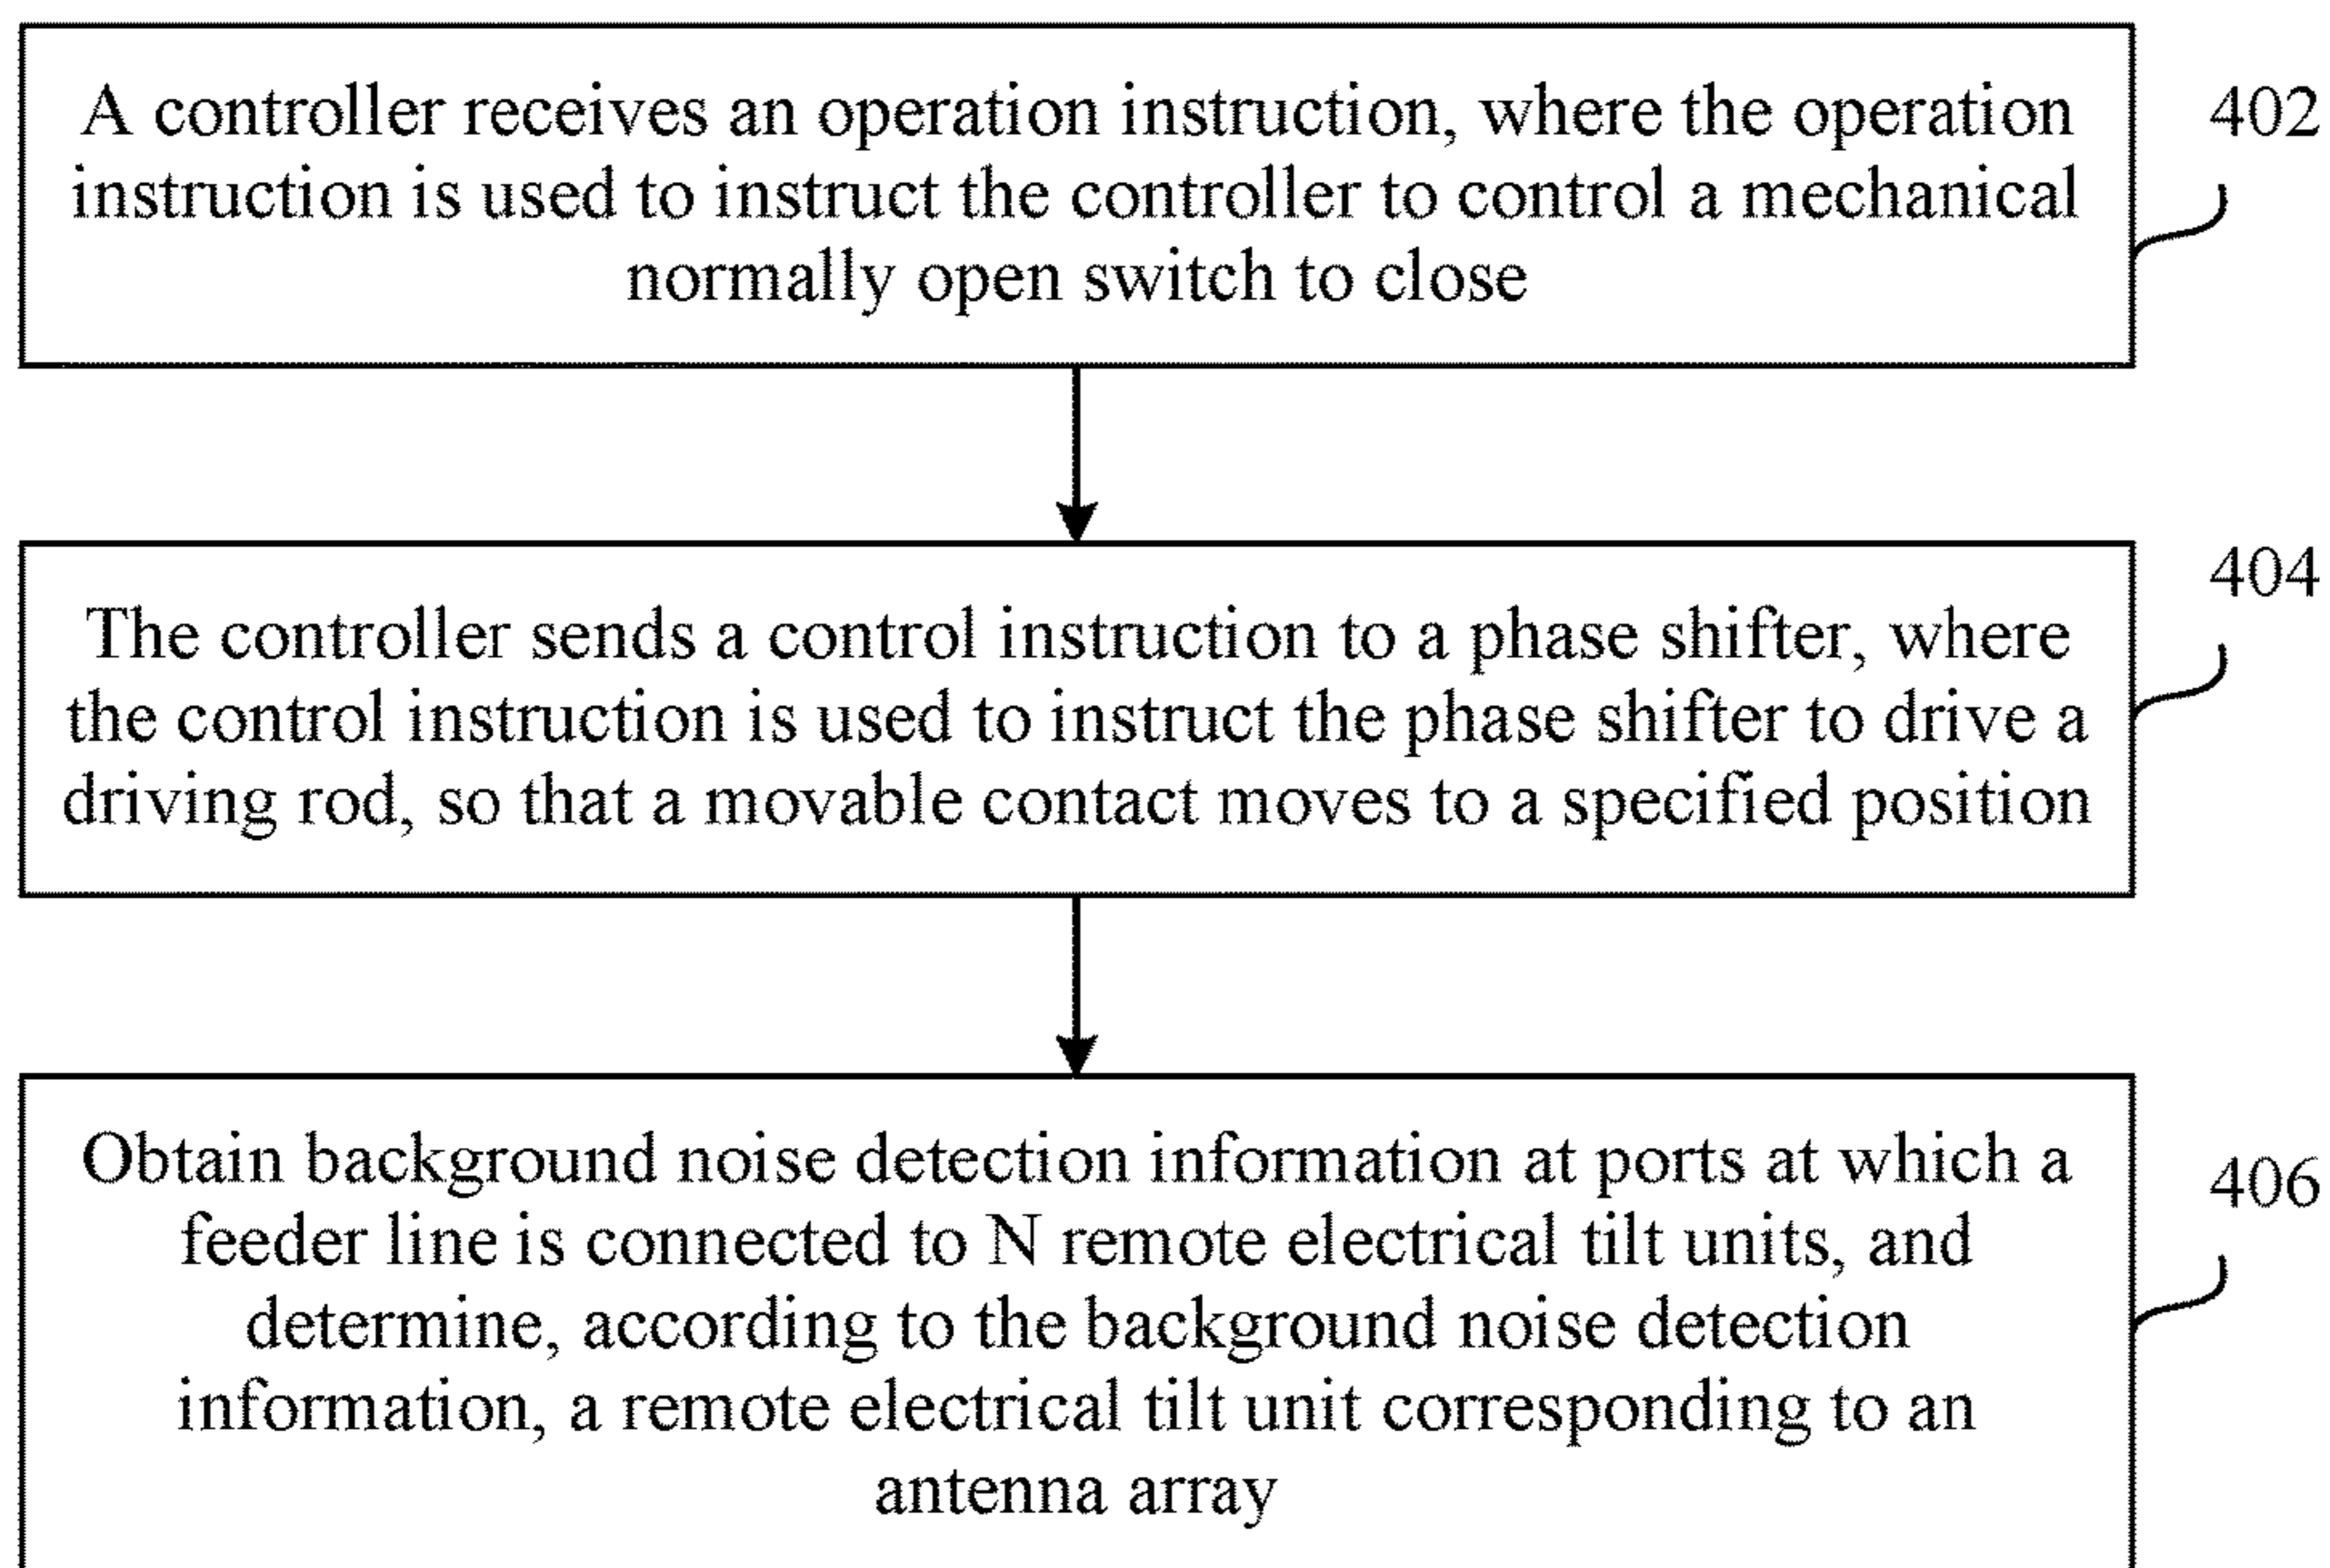 A controller receives an operation instruction, where the operation
instruction is used to instruct the controller to control a mechanical
normally open switch to close
402
The controller sends a control instruction to a phase shifter, where
the control instruction is used to instruct the phase shifter to drive a
driving rod, so that a movable contact moves to a specified position
404
Obtain background noise detection information at ports at which a
feeder line is connected to N remote electrical tilt units, and
determine, according to the background noise detection
information, a remote electrical tilt unit corresponding to an
antenna array
406